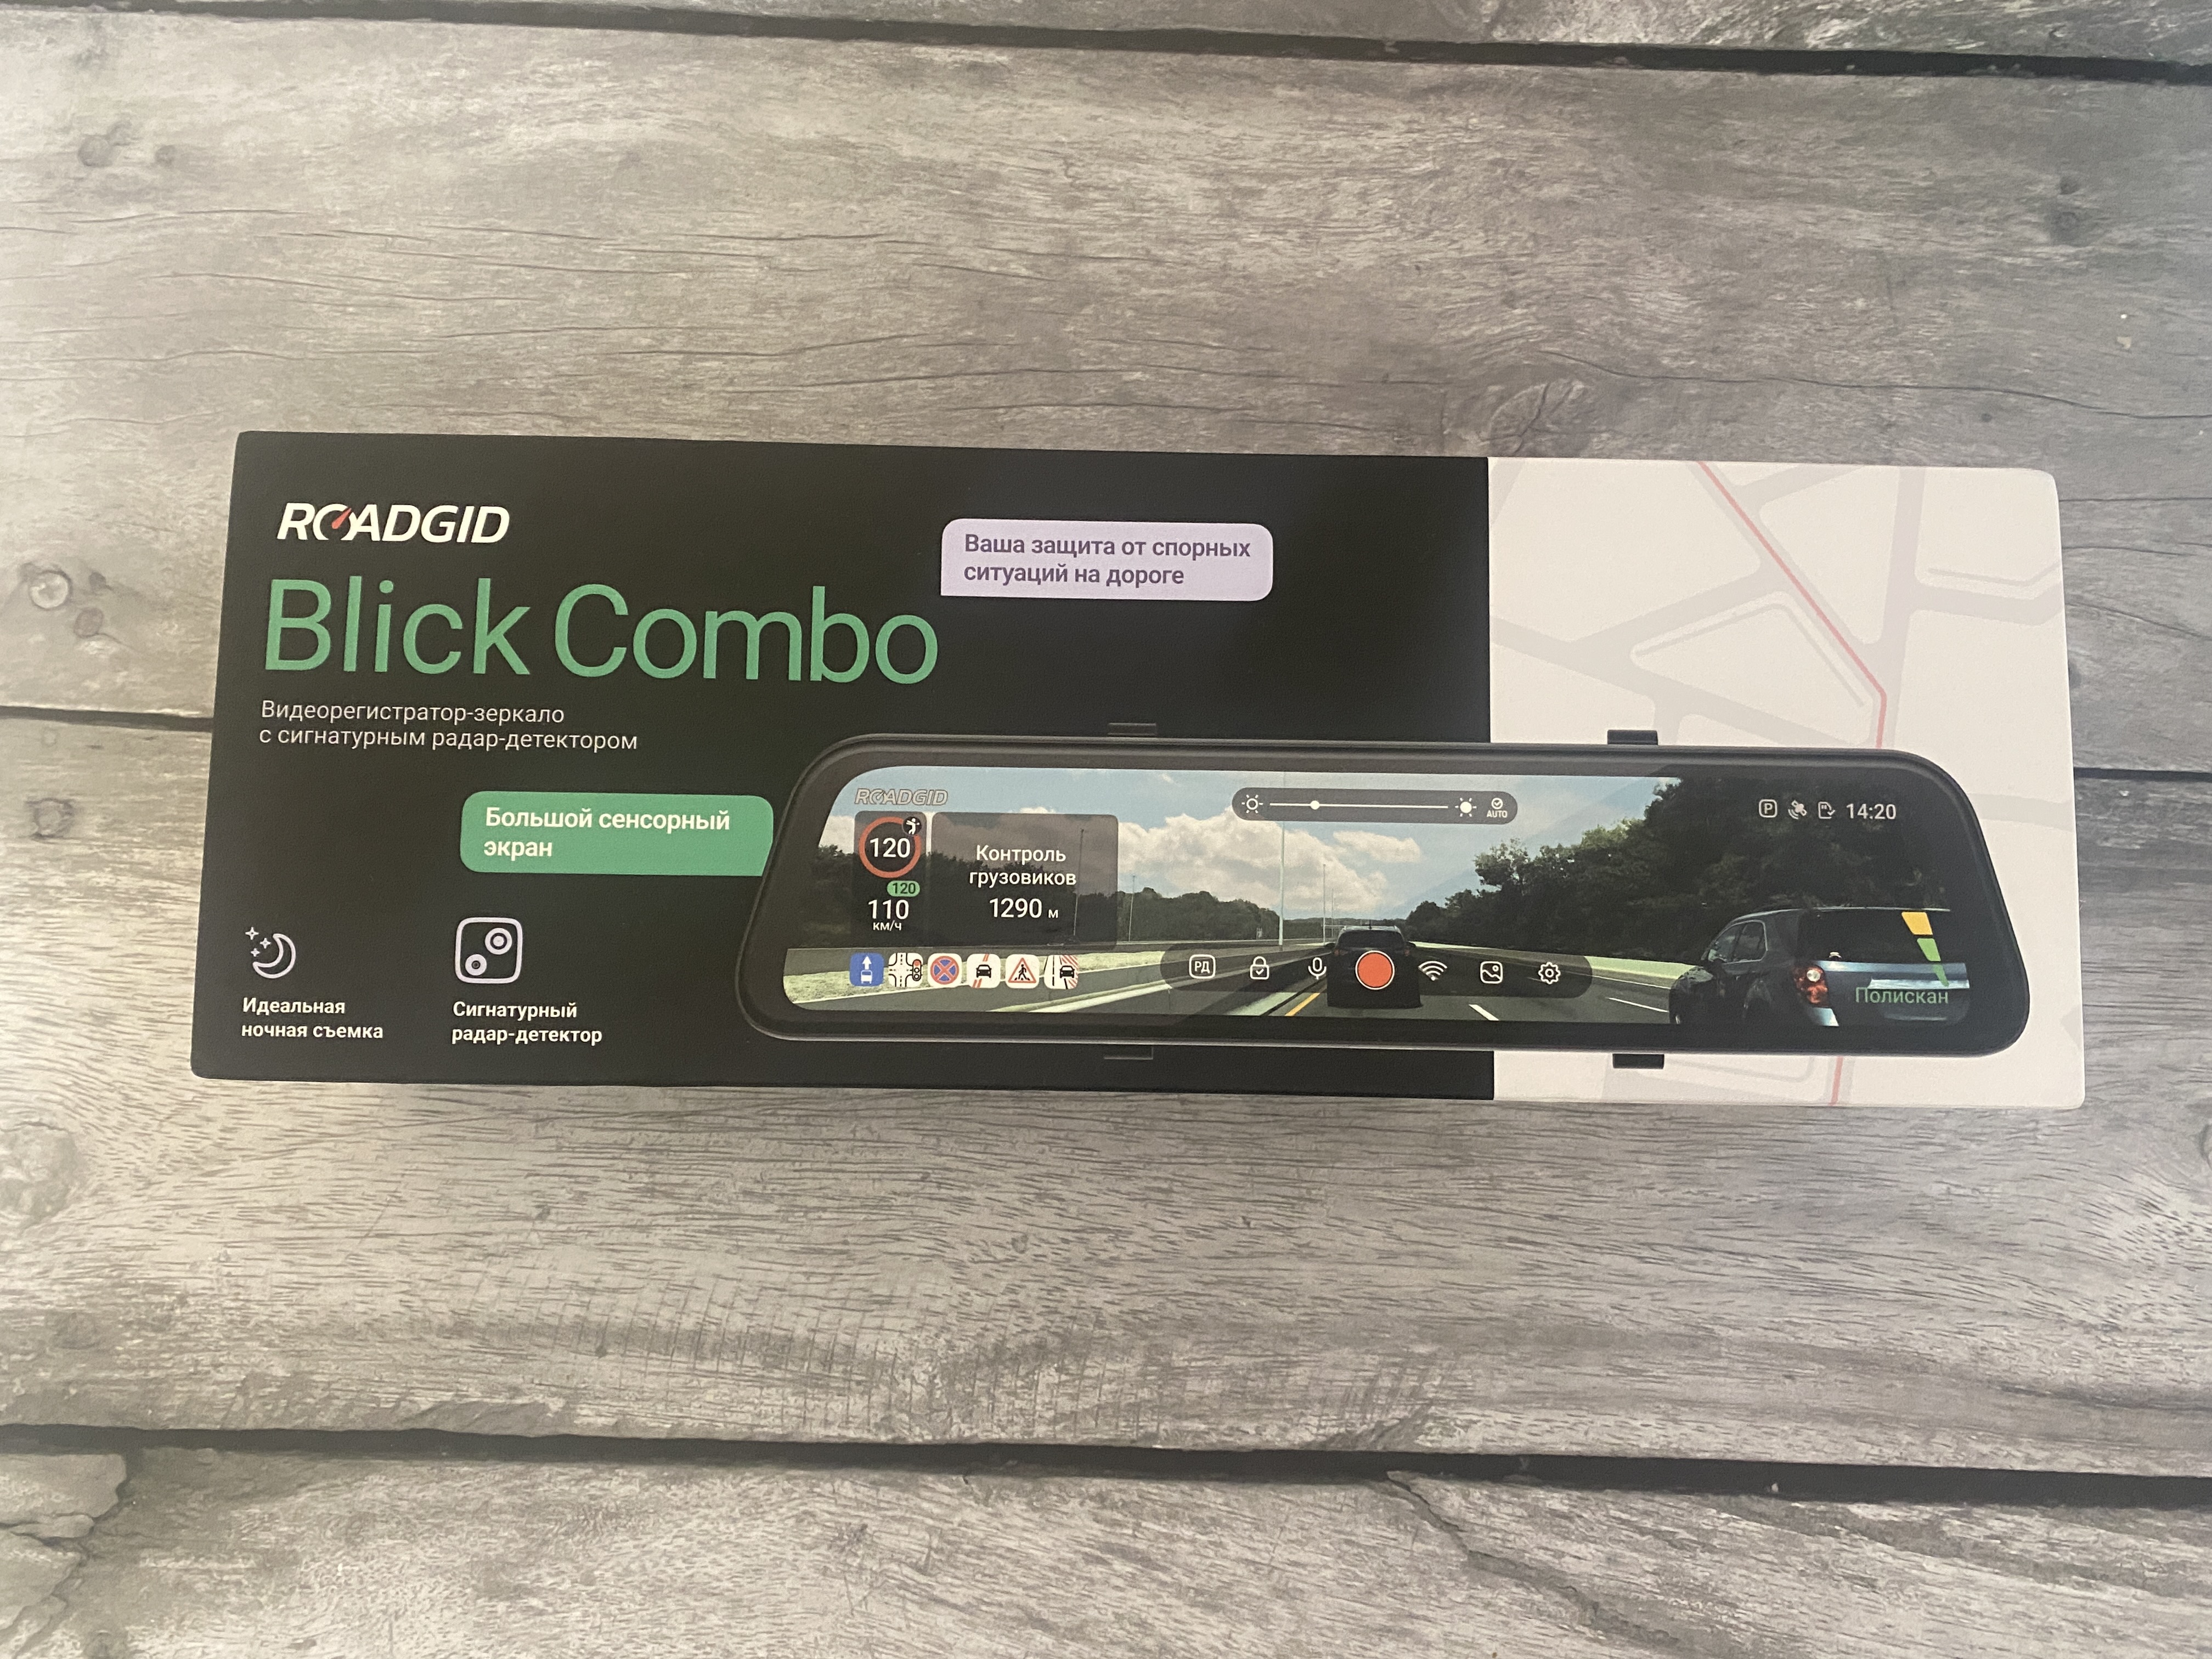 ROADGID
Blick Combo
Видеорегистратор-зеркало
с сигнатурным радар-детектором
Ваша защита от спорных
ситуаций на дороге
Большой сенсорный
экран
Идеальная
ночная съемка
Сигнатурный
радар-детектор
ROADGID
120
120
110
км/ч
Контроль
грузовиков
1290 м
AUTO
P
14:20
РД
Полискан